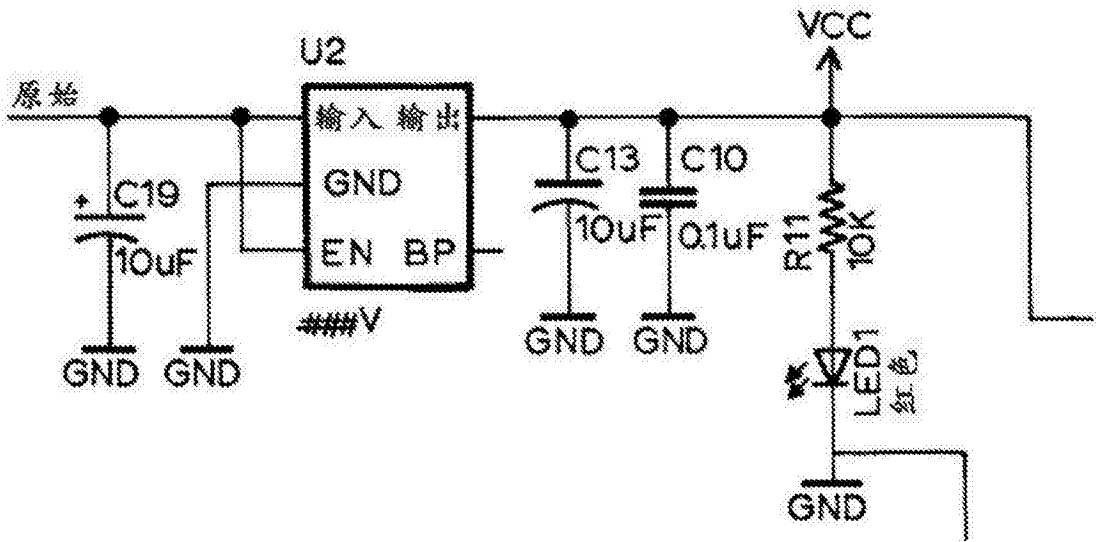 VCC
U2
原始
输入 输出
GND
EN BP
###V
C19
+
10uF
GND
GND
C13
10uF
GND
C10
0.1uF
GND
R11
10K
LED1
红色
GND